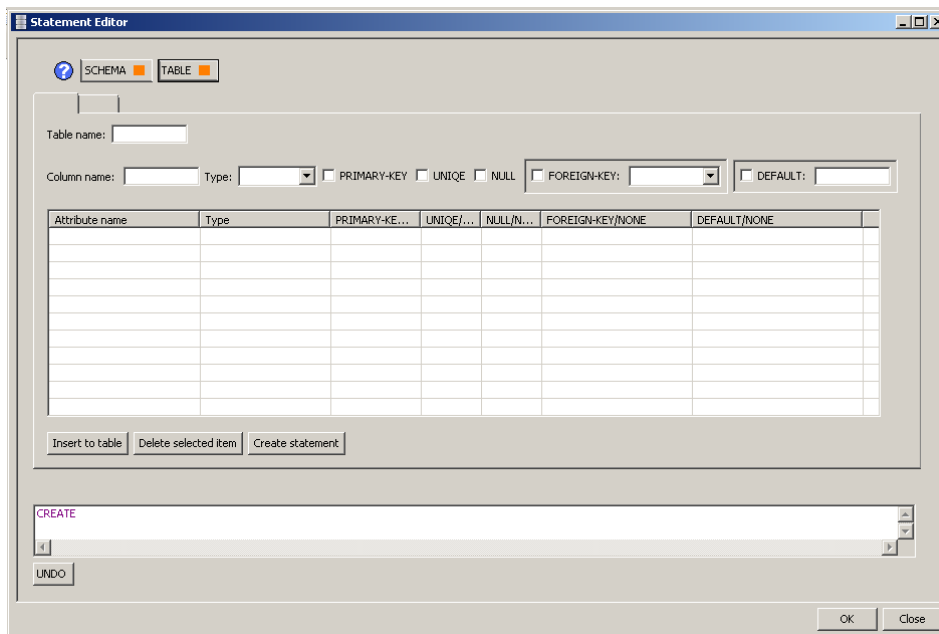 Statement Editor
SCHEMA TABLE
Table name:
Column name: Type: PRIMARY-KEY UNIQE NULL FOREIGN-KEY: DEFAULT:
Attribute name Type PRIMARY-KE... UNIQE/... NULL/N... FOREIGN-KEY/NONE DEFAULT/NONE
Insert to table Delete selected item Create statement
CREATE
UNDO
OK Close